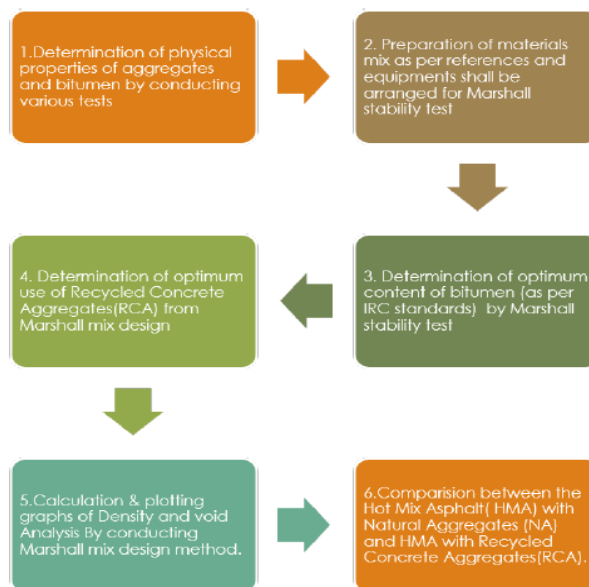 1.Determination of physical
properties of aggregates
and bitumen by conducting
various tests
2. Preparation of materials
mix as per references and
equipments shall be
arranged for Marshall
stability test
3. Determination of optimum
content of bitumen (as per
IRC standards) by Marshall
stability test
4. Determination of optimum
use of Recycled Concrete
Aggregates(RCA) from
Marshall mix design
5.Calculation & plotting
graphs of Density and void
Analysis By conducting
Marshall mix design method.
6.Comparision between the
Hot Mix Asphalt( HMA) with
Natural Aggregates (NA)
and HMA with Recycled
Concrete Aggregates(RCA).